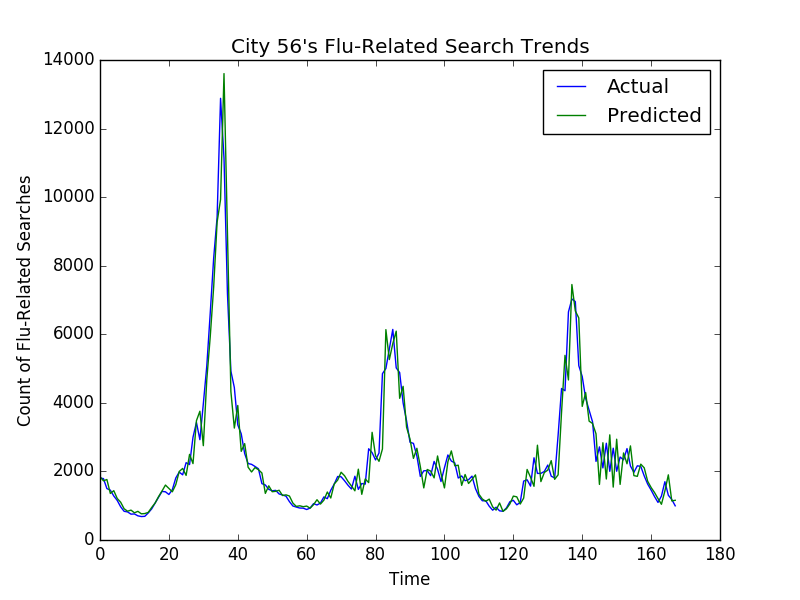 City 56's Flu-Related Search Trends
14000
12000
10000
8000
6000
4000
2000
0
Count of Flu-Related Searches
Actual
Predicted
0 20 40 60 80 100 120 140 160 180
Time